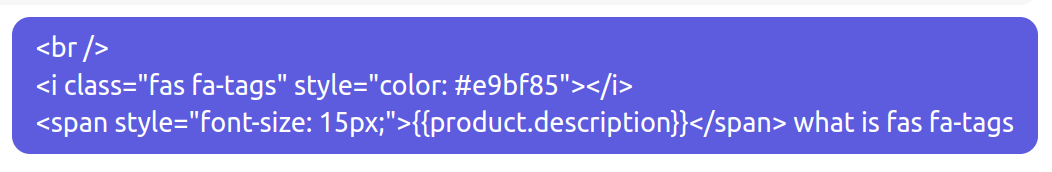 <br />
<i class="fas fa-tags" style="color: #e9bf85"></i>
<span style="font-size: 15px;">{{product.description}}</span> what is fas fa-tags